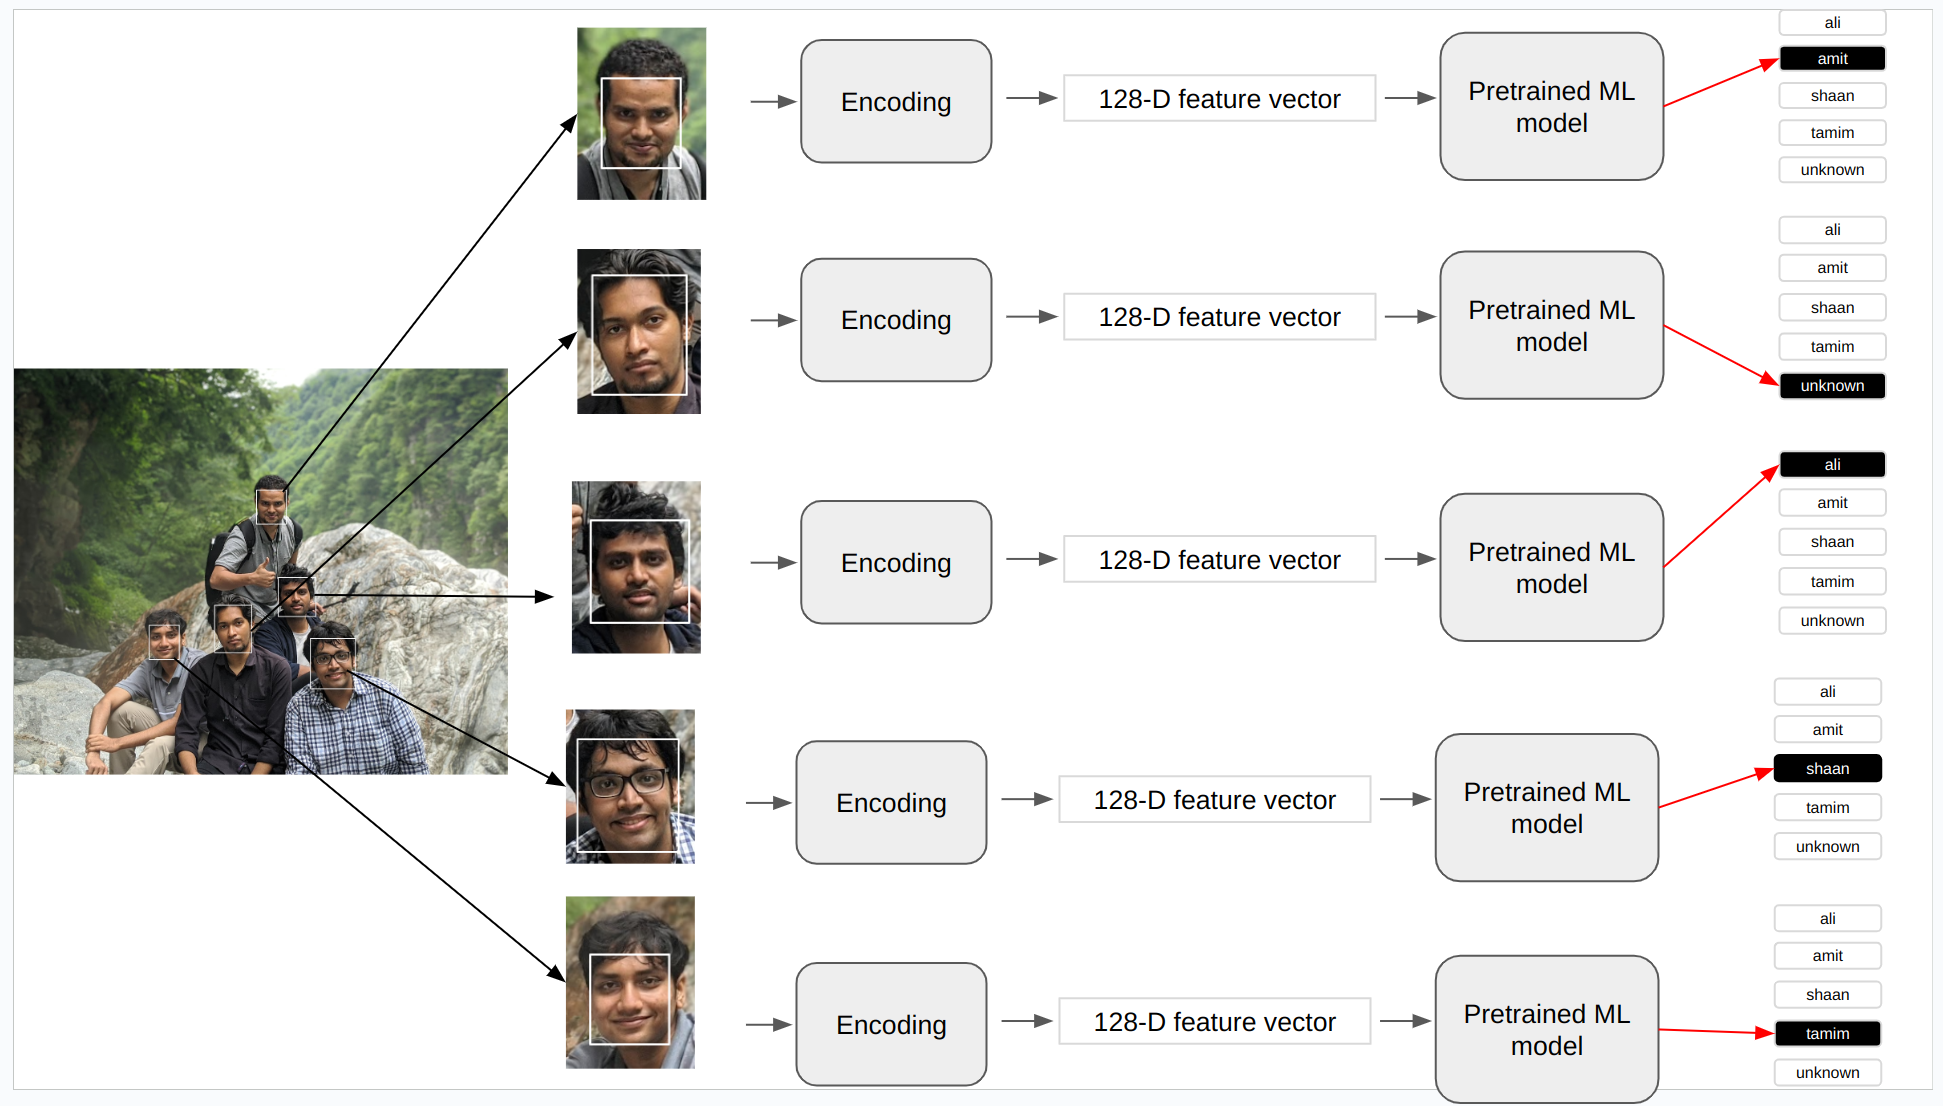 ali
amit
shaan
tamim
unknown
Encoding
128-D feature vector
Pretrained ML
model
ali
amit
shaan
tamim
unknown
Encoding
128-D feature vector
Pretrained ML
model
ali
amit
shaan
tamim
unknown
Encoding
128-D feature vector
Pretrained ML
model
ali
amit
shaan
tamim
unknown
Encoding
128-D feature vector
Pretrained ML
model
ali
amit
shaan
tamim
unknown
Encoding
128-D feature vector
Pretrained ML
model